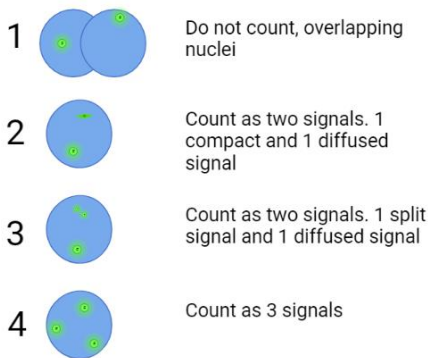 1
Do not count, overlapping
nuclei
2
Count as two signals. 1
compact and 1 diffused
signal
3
Count as two signals. 1 split
signal and 1 diffused signal
4
Count as 3 signals